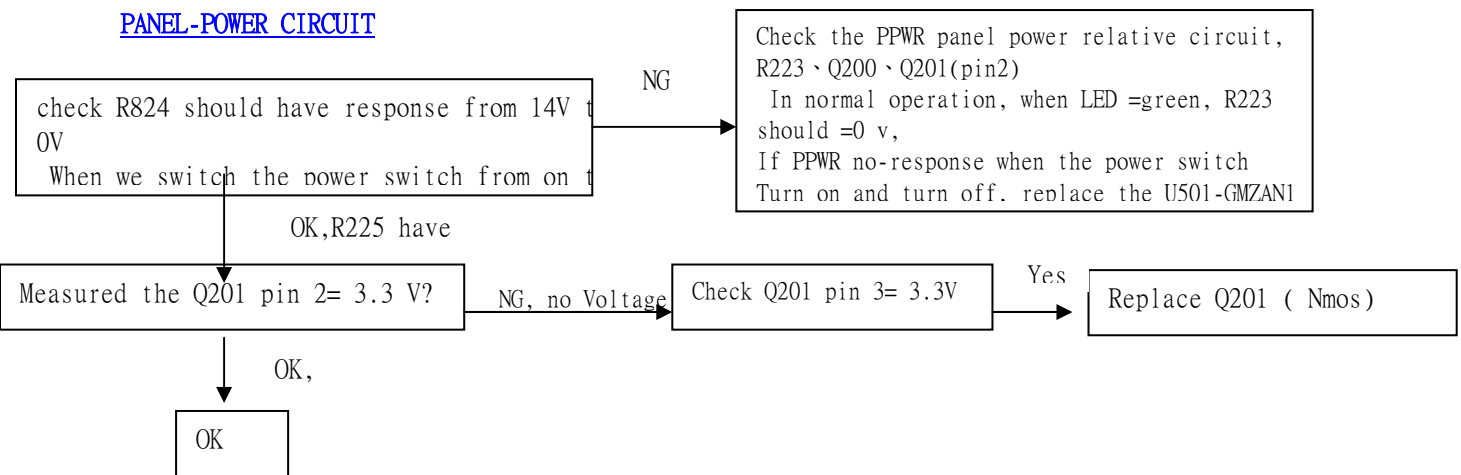 PANEL-POWER CIRCUIT
check R824 should have response from 14V
0V
When we switch the power switch from on
NG
Check the PPWR panel power relative circuit,
R223、Q200、Q201(pin2)
In normal operation, when LED =green, R223
should =0 v,
If PPWR no-response when the power switch
Turn on and turn off, replace the U501-GMZAN1
OK,R225 have
Measured the Q201 pin 2= 3.3 V?
NG, no Voltage
Check Q201 pin 3= 3.3V
Yes
Replace Q201 ( Nmos)
OK,
OK